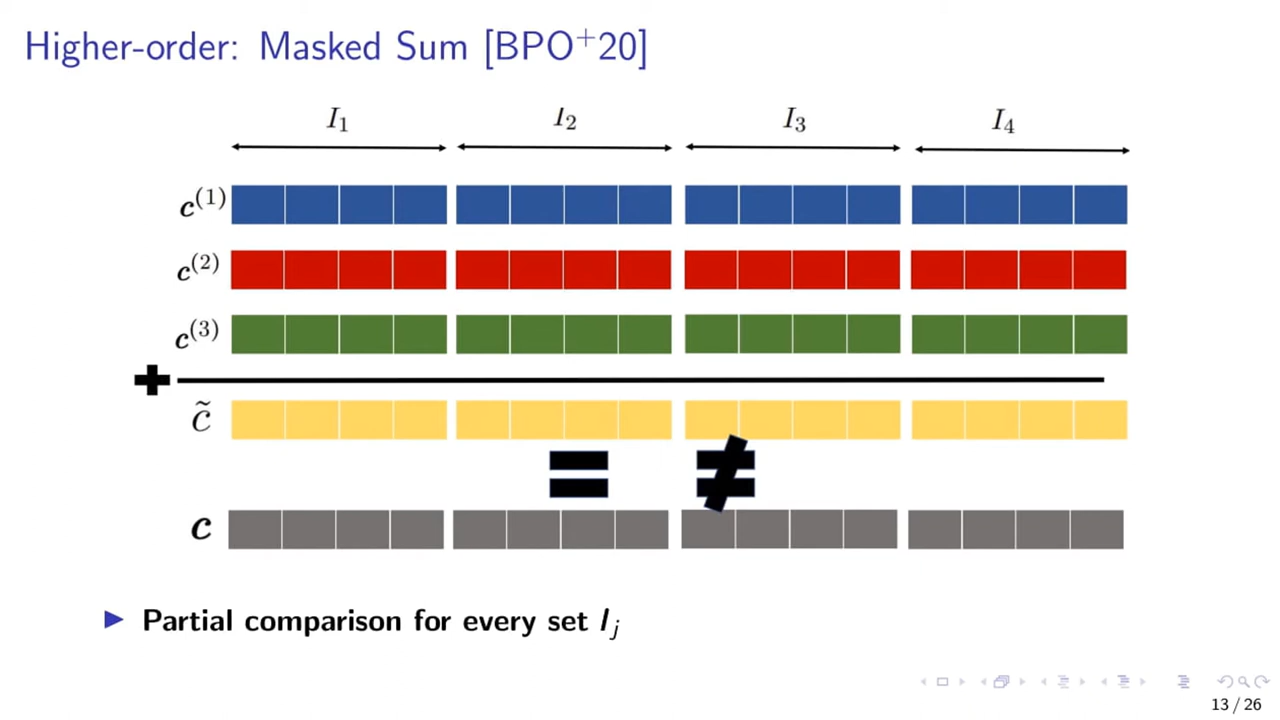 Higher-order: Masked Sum [BPO⁺20]
I₁ I₂ I₃ I₄
c⁽¹⁾
c⁽²⁾
c⁽³⁾
+
c̃
= ≠
c
▶ Partial comparison for every set Iⱼ
13 / 26